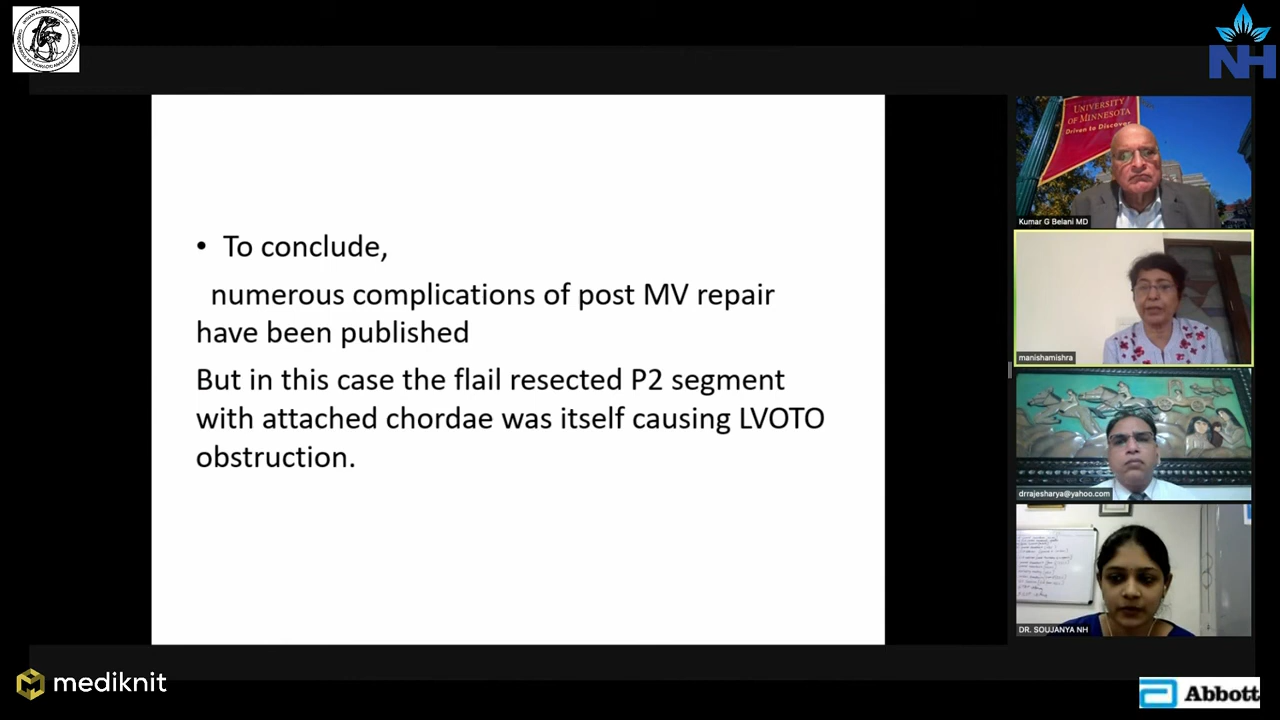 NH
UNIVERSITY
OF MINNESOTA
Driven to Discover
Kumar G Belani MD
• To conclude,
numerous complications of post MV repair
have been published
But in this case the flail resected P2 segment
with attached chordae was itself causing LVOTO
obstruction.
manishamishra
drrajesharya@yahoo.com
DR. SOUJANYA NH
mediknit
Abbott